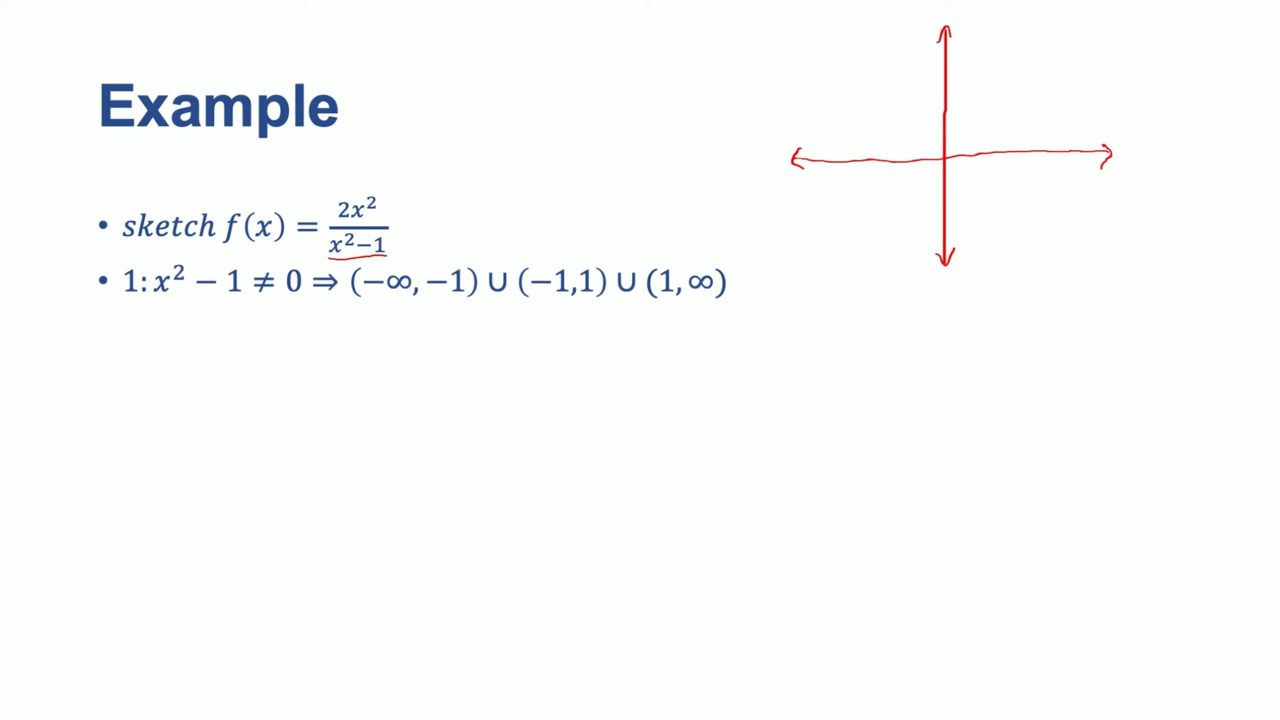 Example
• sketch f(x) = 2x²/x²−1
• 1: x² − 1 ≠ 0 ⇒ (−∞, −1) ∪ (−1,1) ∪ (1, ∞)